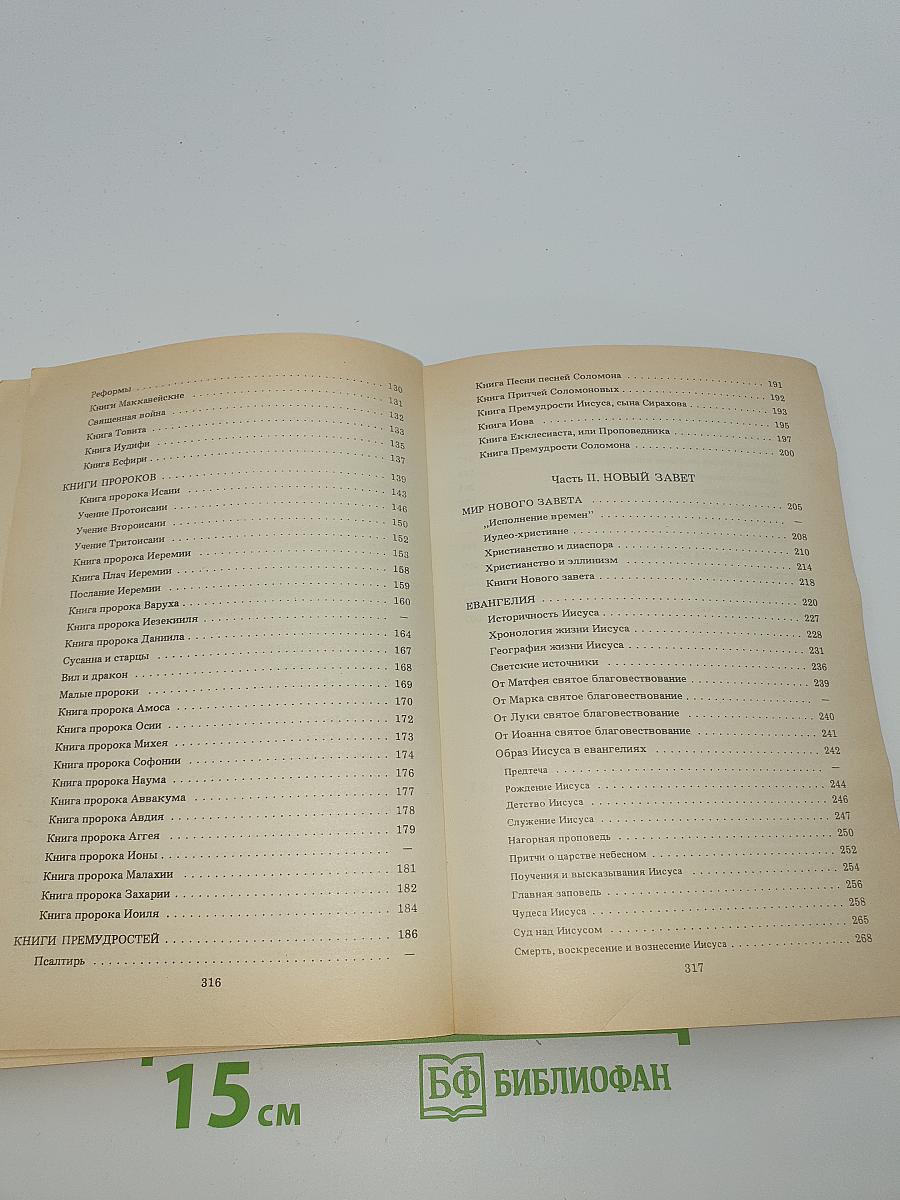 Реформы 130
Книги Маккавейские 131
Священная война 132
Книга Товита 133
Книга Иудифи 135
Книга Есфири 137
КНИГИ ПРОРОКОВ 139
Книга пророка Исаии 143
Учение Протоисаии 146
Учение Второисаии 150
Учение Тритоисаии 152
Книга пророка Иеремии 153
Книга Плач Иеремии 158
Послание Иеремии 159
Книга пророка Варуха 160
Книга пророка Иезекииля —
Книга пророка Даниила 164
Сусанна и старцы 167
Вил и дракон 168
Малые пророки 169
Книга пророка Амоса 170
Книга пророка Осии 172
Книга пророка Михея 173
Книга пророка Софонии 174
Книга пророка Наума 176
Книга пророка Аввакума 177
Книга пророка Авдия 178
Книга пророка Аггея 179
Книга пророка Ионы —
Книга пророка Малахии 181
Книга пророка Захарии 182
Книга пророка Иоиля 184
КНИГИ ПРЕМУДРОСТЕЙ 186
Псалтирь —
316
Книга Песни песней Соломона 191
Книга Притчей Соломоновых 192
Книга Премудрости Иисуса, сына Сирахова 193
Книга Иова 195
Книга Екклесиаста, или Проповедника 197
Книга Премудрости Соломона 200
Часть II. НОВЫЙ ЗАВЕТ
МИР НОВОГО ЗАВЕТА 205
„Исполнение времен” —
Иудео-христиане 208
Христианство и диаспора 210
Христианство и эллинизм 214
Книги Нового завета 218
ЕВАНГЕЛИЯ 220
Историчность Иисуса 227
Хронология жизни Иисуса 228
География жизни Иисуса 231
Светские источники 236
От Матфея святое благовествование 239
От Марка святое благовествование —
От Луки святое благовествование 240
От Иоанна святое благовествование 241
Образ Иисуса в евангелиях 242
Предтеча —
Рождение Иисуса 244
Детство Иисуса 246
Служение Иисуса 247
Нагорная проповедь 250
Притчи о царстве небесном 252
Поучения и высказывания Иисуса 254
Главная заповедь 256
Чудеса Иисуса 258
Суд над Иисусом 265
Смерть, воскресение и вознесение Иисуса 268
317
15 см
БФ БИБЛИОФАН